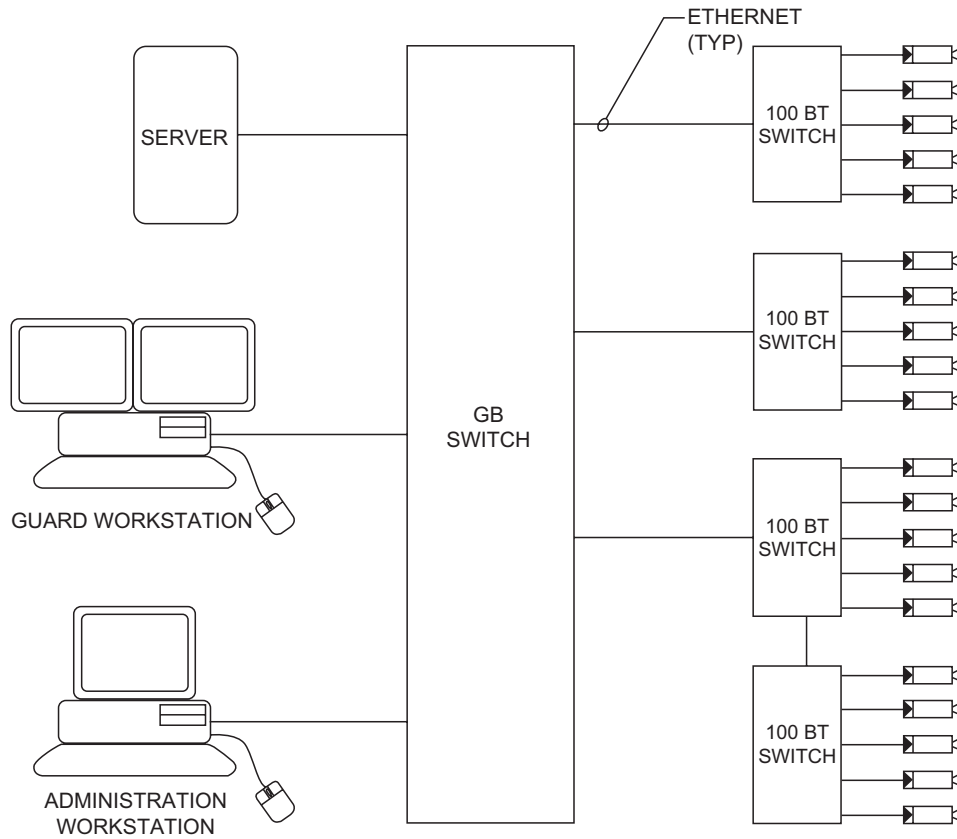 ETHERNET
(TYP)
SERVER
100 BT
SWITCH
100 BT
SWITCH
GB
SWITCH
GUARD WORKSTATION
100 BT
SWITCH
100 BT
SWITCH
ADMINISTRATION
WORKSTATION